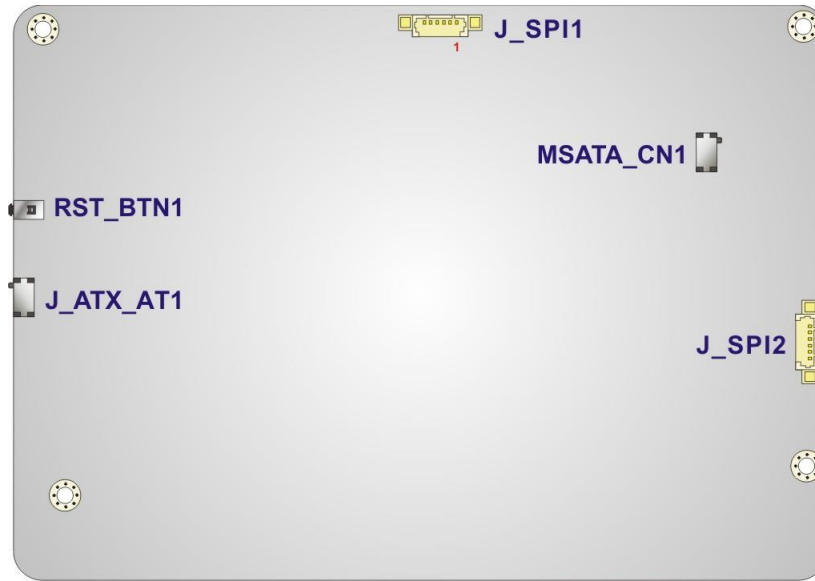 J_SPI1
1
MSATA_CN1
RST_BTN1
J_ATX_AT1
J_SPI2